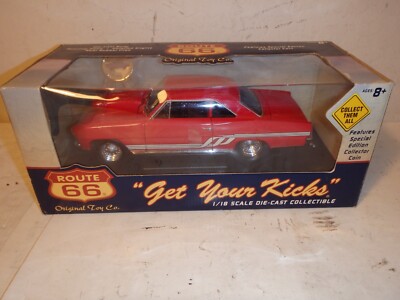 ROUTE
66
Original Toy Co.
AGES 8+
COLLECT
THEM
ALL
Features
Special
Edition
Collector
Coin
ROUTE
66
Original Toy Co.
"Get Your Kicks"
1/18 SCALE DIE-CAST COLLECTIBLE